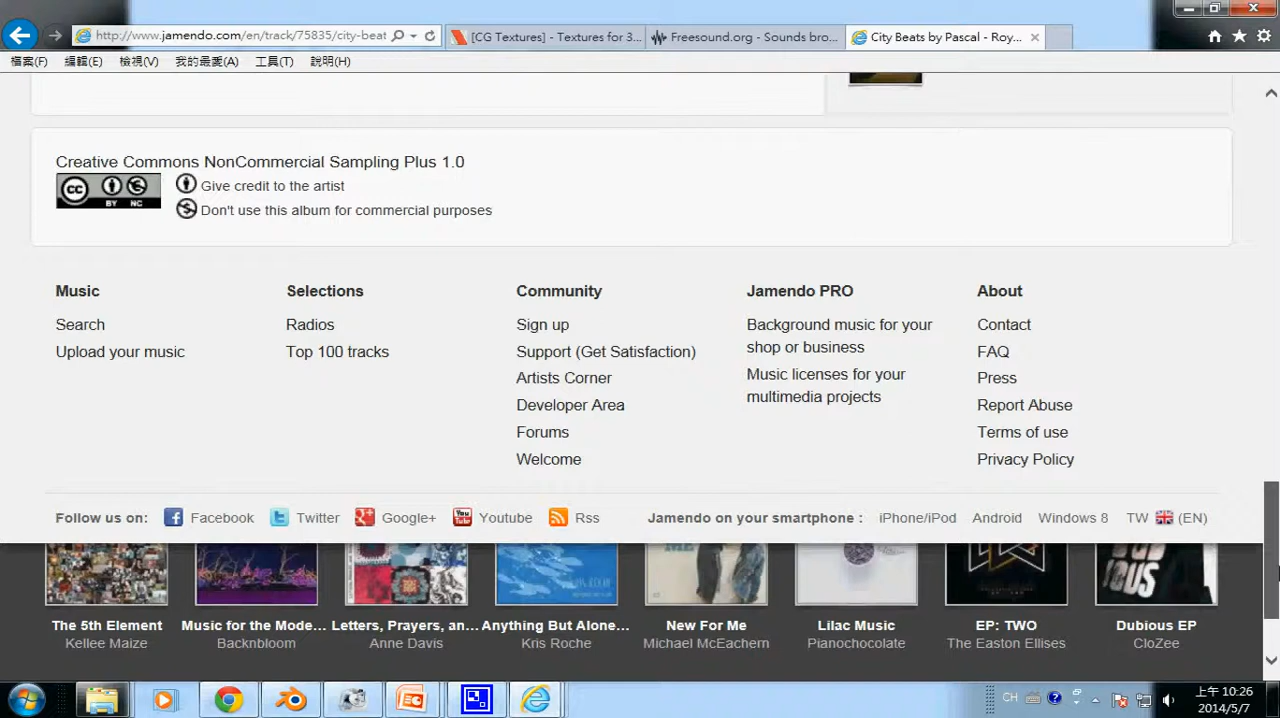 http://www.jamendo.com/en/track/75835/city-beat
[CG Textures] - Textures for 3...
Freesound.org - Sounds bro...
City Beats by Pascal - Roy...
檔案(F) 編輯(E) 檢視(V) 我的最愛(A) 工具(T) 說明(H)
Creative Commons NonCommercial Sampling Plus 1.0
cc BY NC
Give credit to the artist
Don't use this album for commercial purposes
Music
Search
Upload your music
Selections
Radios
Top 100 tracks
Community
Sign up
Support (Get Satisfaction)
Artists Corner
Developer Area
Forums
Welcome
Jamendo PRO
Background music for your
shop or business
Music licenses for your
multimedia projects
About
Contact
FAQ
Press
Report Abuse
Terms of use
Privacy Policy
Follow us on: Facebook Twitter Google+ You Tube Youtube Rss Jamendo on your smartphone : iPhone/iPod Android Windows 8 TW (EN)
The 5th Element
Kellee Maize
Music for the Mode...
Backnbloom
Letters, Prayers, an...
Anne Davis
Anything But Alone...
Kris Roche
New For Me
Michael McEachern
Lilac Music
Pianochocolate
EP: TWO
The Easton Ellises
Dubious EP
CloZee
CH
上午 10:26
2014/5/7